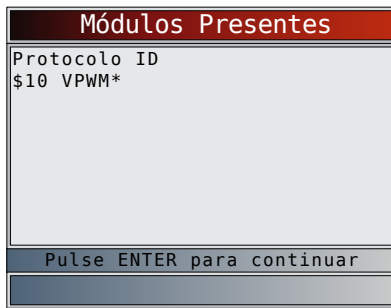 Módulos Presentes
Protocolo ID
$10 VPWM*
Pulse ENTER para continuar